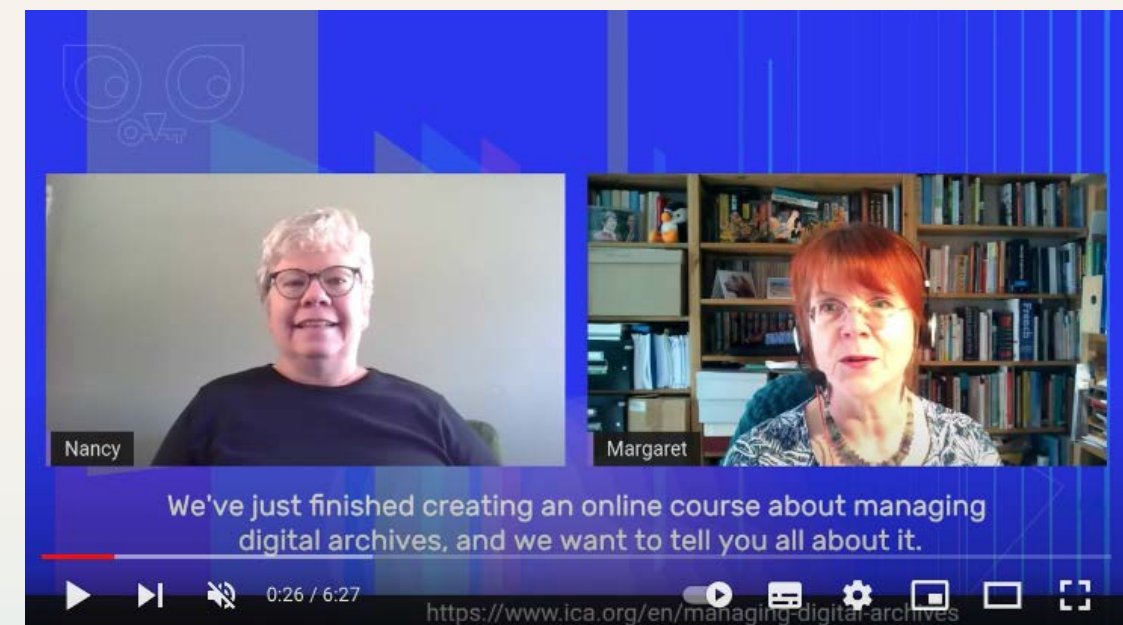 Nancy
Margaret
We've just finished creating an online course about managing
digital archives, and we want to tell you all about it.
0:26 / 6:27
https://www.ica.org/en/managing-digital-archives
French